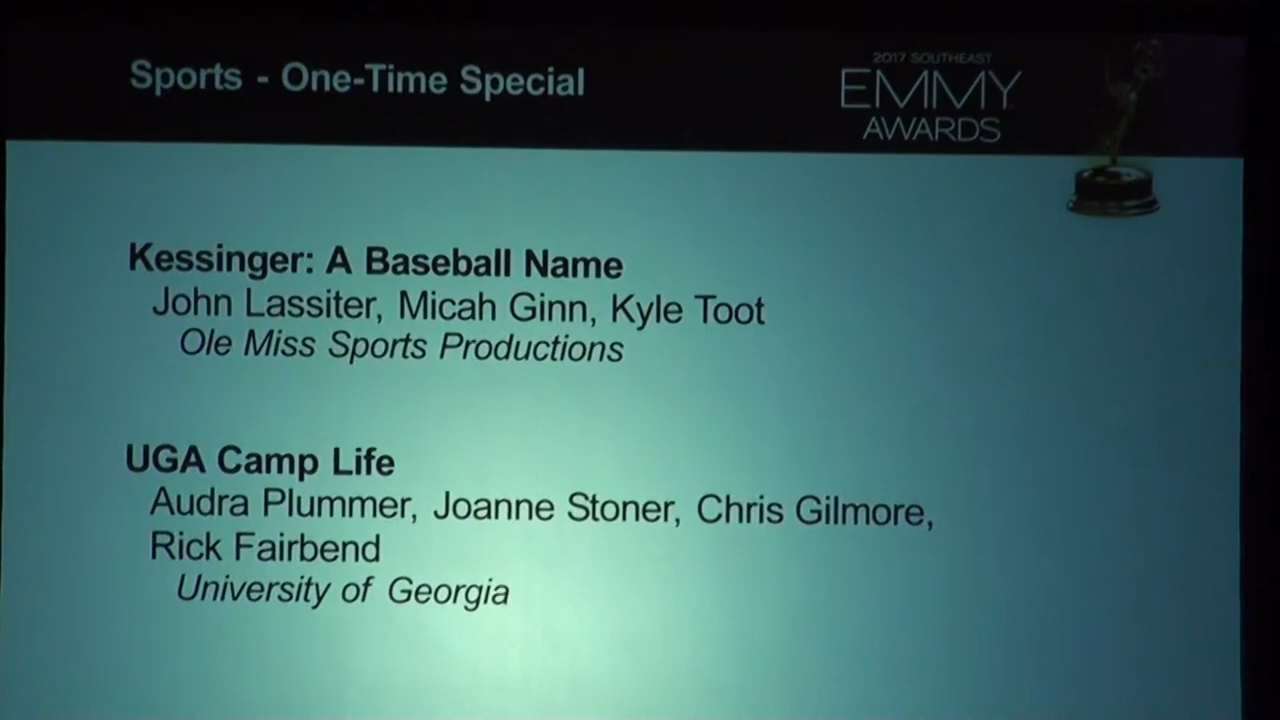 Sports - One-Time Special
2017 SOUTHEAST
EMMY
AWARDS
Kessinger: A Baseball Name
John Lassiter, Micah Ginn, Kyle Toot
Ole Miss Sports Productions
UGA Camp Life
Audra Plummer, Joanne Stoner, Chris Gilmore,
Rick Fairbend
University of Georgia